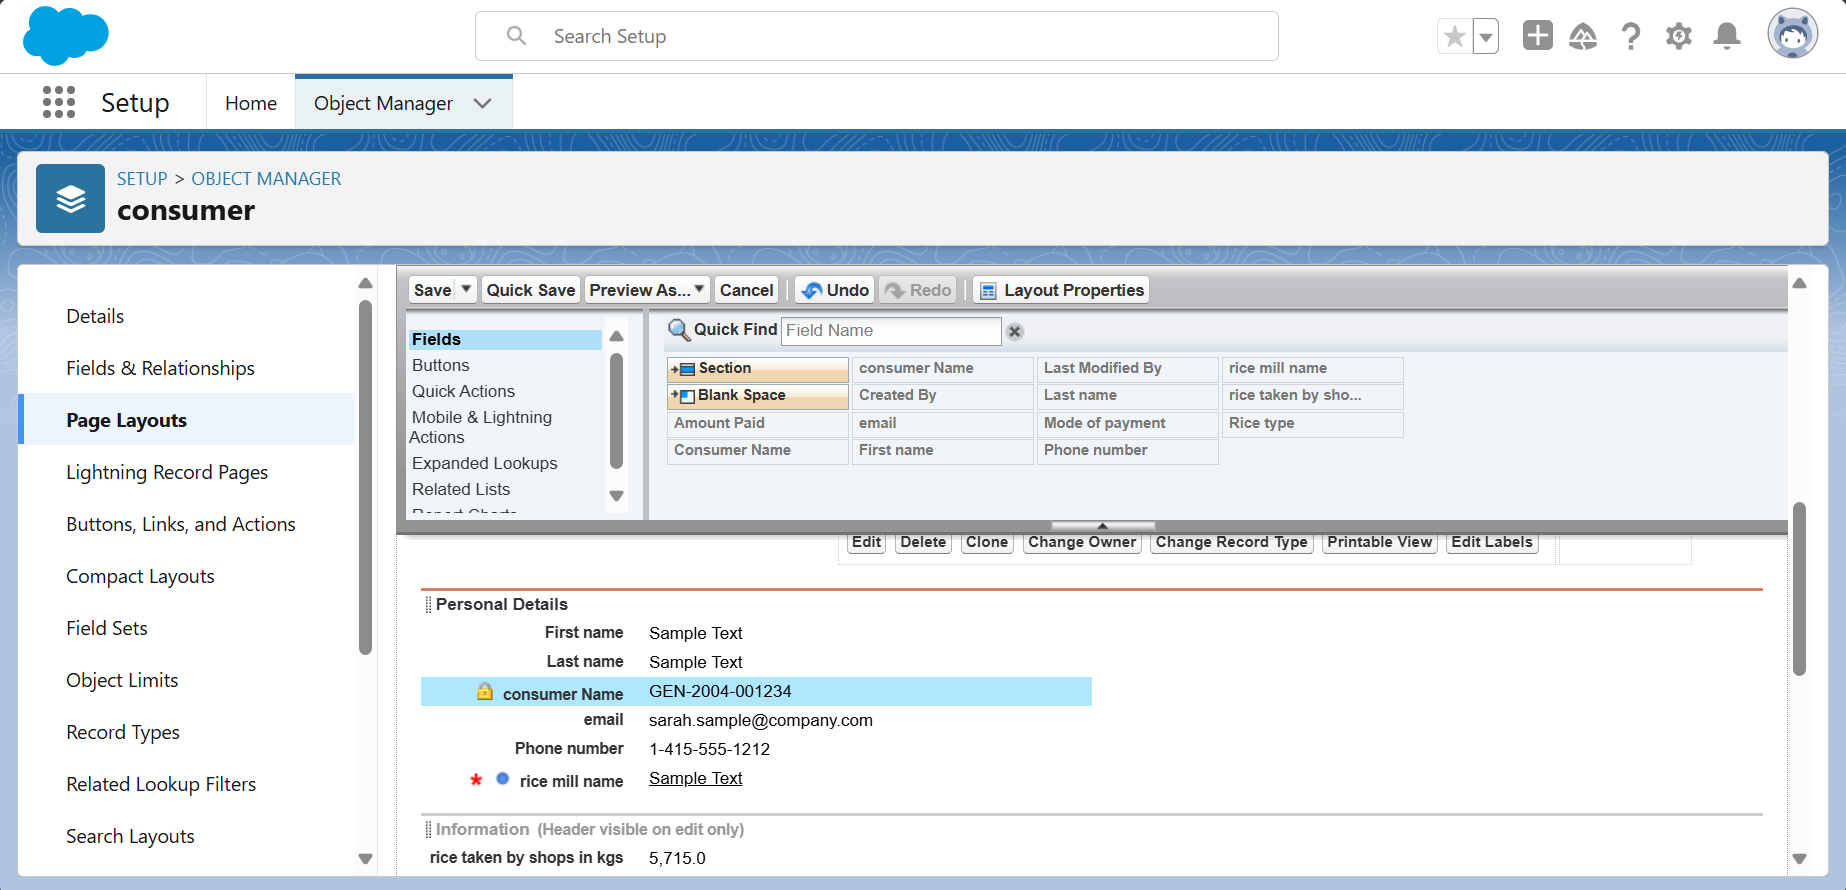 Search Setup
Setup
Home
Object Manager
SETUP > OBJECT MANAGER
consumer
Details
Fields & Relationships
Page Layouts
Lightning Record Pages
Buttons, Links, and Actions
Compact Layouts
Field Sets
Object Limits
Record Types
Related Lookup Filters
Search Layouts
Save Quick Save Preview As... Cancel Undo Redo Layout Properties
Fields
Buttons
Quick Actions
Mobile & Lightning
Actions
Expanded Lookups
Related Lists
Report Charts
Quick Find Field Name
Section consumer Name Last Modified By rice mill name
Blank Space Created By Last name rice taken by sho...
Amount Paid email Mode of payment Rice type
Consumer Name First name Phone number
Edit Delete Clone Change Owner Change Record Type Printable View Edit Labels
Personal Details
First name Sample Text
Last name Sample Text
consumer Name GEN-2004-001234
email sarah.sample@company.com
Phone number 1-415-555-1212
* rice mill name Sample Text
Information (Header visible on edit only)
rice taken by shops in kgs 5,715.0